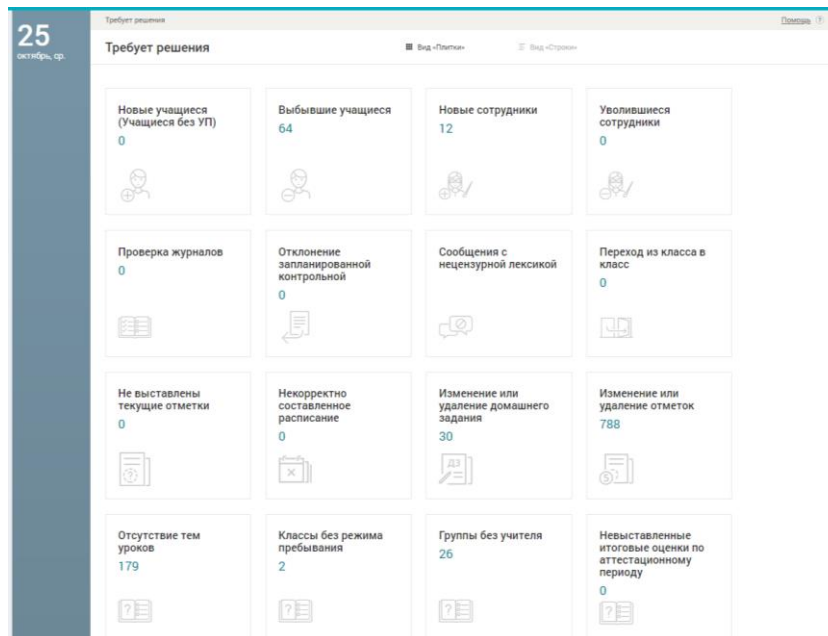 25
октябрь, ср.
Требует решения
Помощь ?
Требует решения
Вид «Плитки»
Вид «Строки»
Новые учащиеся
(Учащиеся без УП)
0
Выбывшие учащиеся
64
Новые сотрудники
12
Уволившиеся
сотрудники
0
Проверка журналов
0
Отклонение
запланированной
контрольной
0
Сообщения с
нецензурной лексикой
Переход из класса в
класс
0
Не выставлены
текущие отметки
0
Некорректно
составленное
расписание
0
Изменение или
удаление домашнего
задания
30
ДЗ
Изменение или
удаление отметок
788
Отсутствие тем
уроков
179
Классы без режима
пребывания
2
Группы без учителя
26
Невыставленные
итоговые оценки по
аттестационному
периоду
0